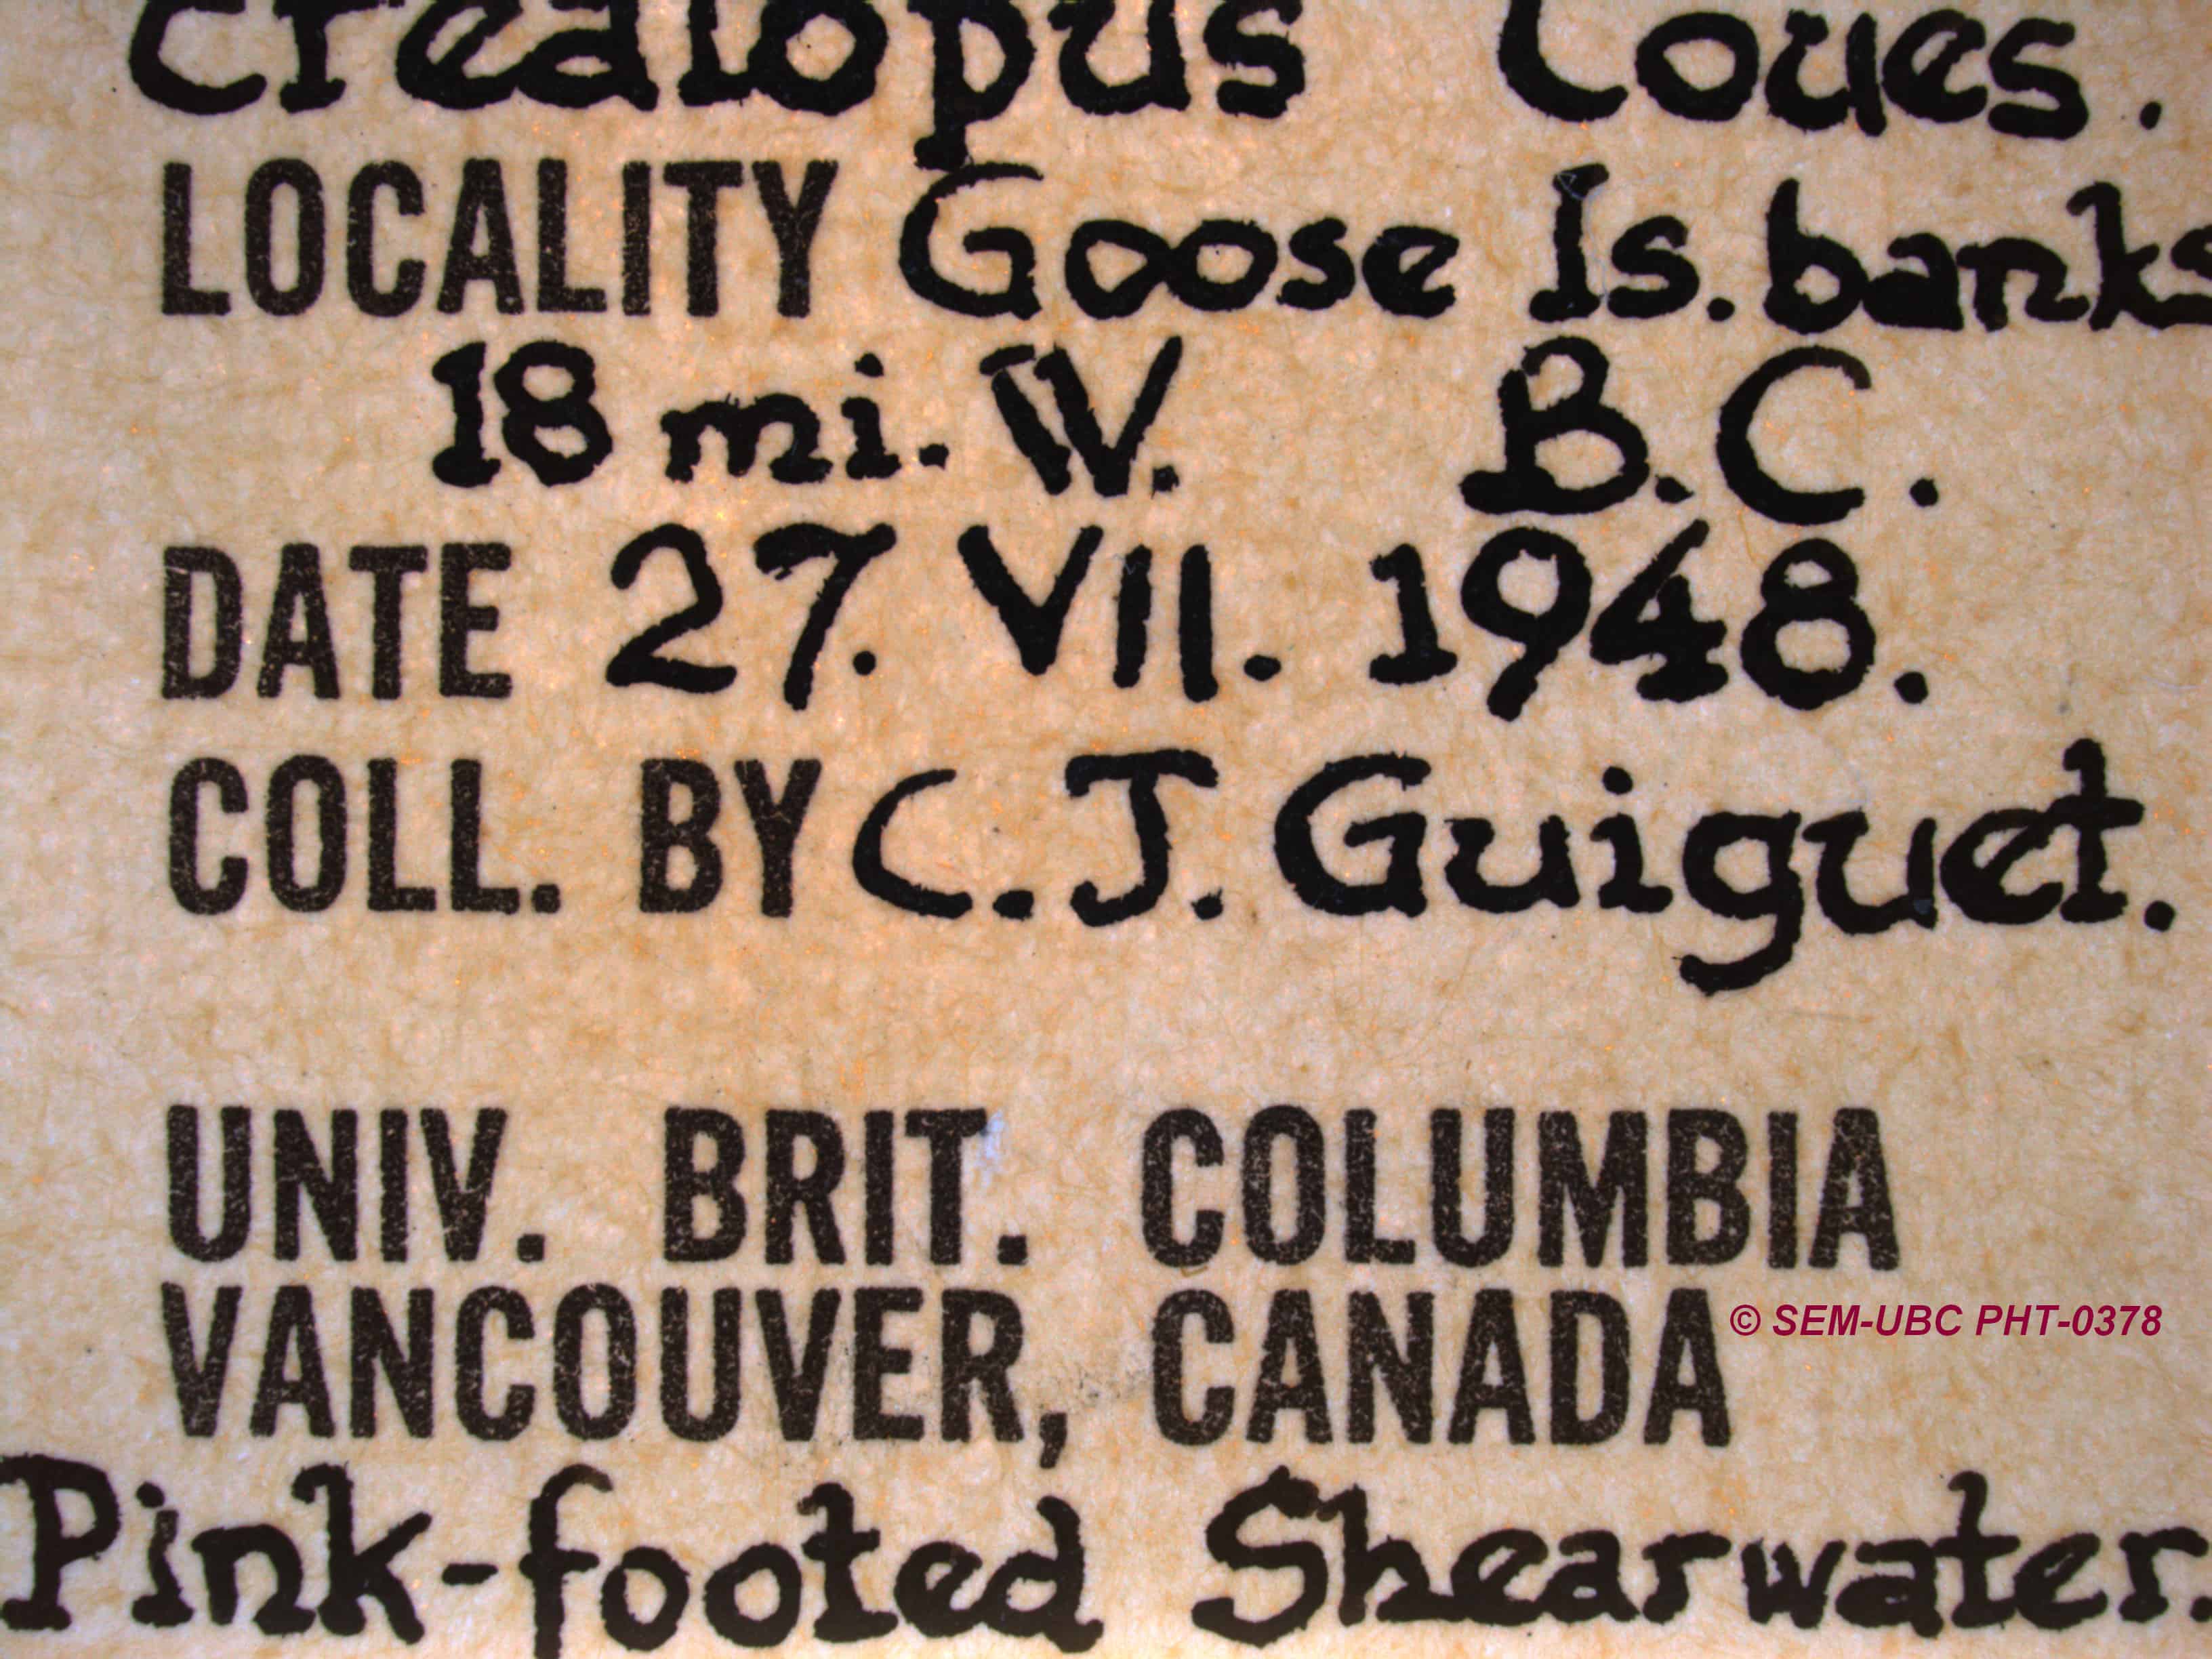 creatopus Coues.
LOCALITY Goose Is. banks
18 mi. W. B.C.
DATE 27. VII. 1948.
COLL. BY C. J. Guiguet.
UNIV. BRIT. COLUMBIA
VANCOUVER, CANADA
© SEM-UBC PHT-0378
Pink-footed Shearwater.